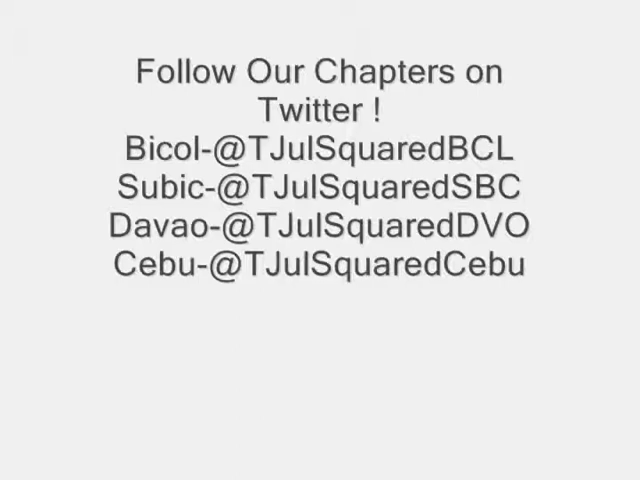 Follow Our Chapters on
Twitter !
Bicol-@TJulSquaredBCL
Subic-@TJulSquaredSBC
Davao-@TJulSquaredDVO
Cebu-@TJulSquaredCebu